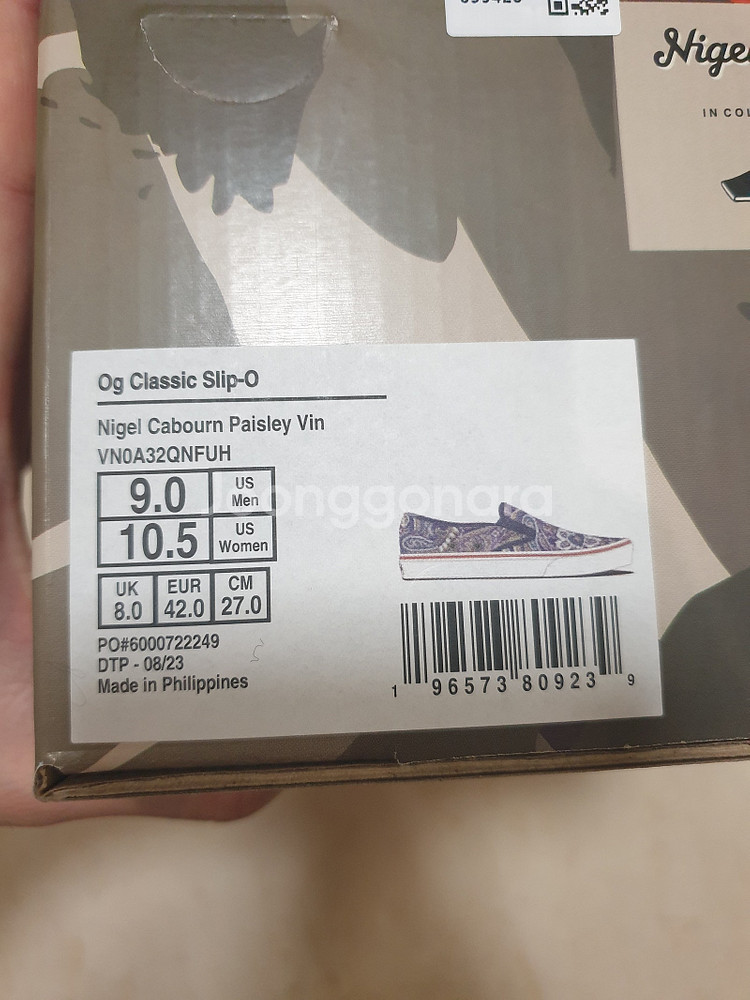 Nige
IN COL
Og Classic Slip-O
Nigel Cabourn Paisley Vin
VN0A32QNFUH
9.0 US Men
10.5 US Women
UK 8.0 EUR 42.0 CM 27.0
PO#6000722249
DTP - 08/23
Made in Philippines
1 96573 80923 9